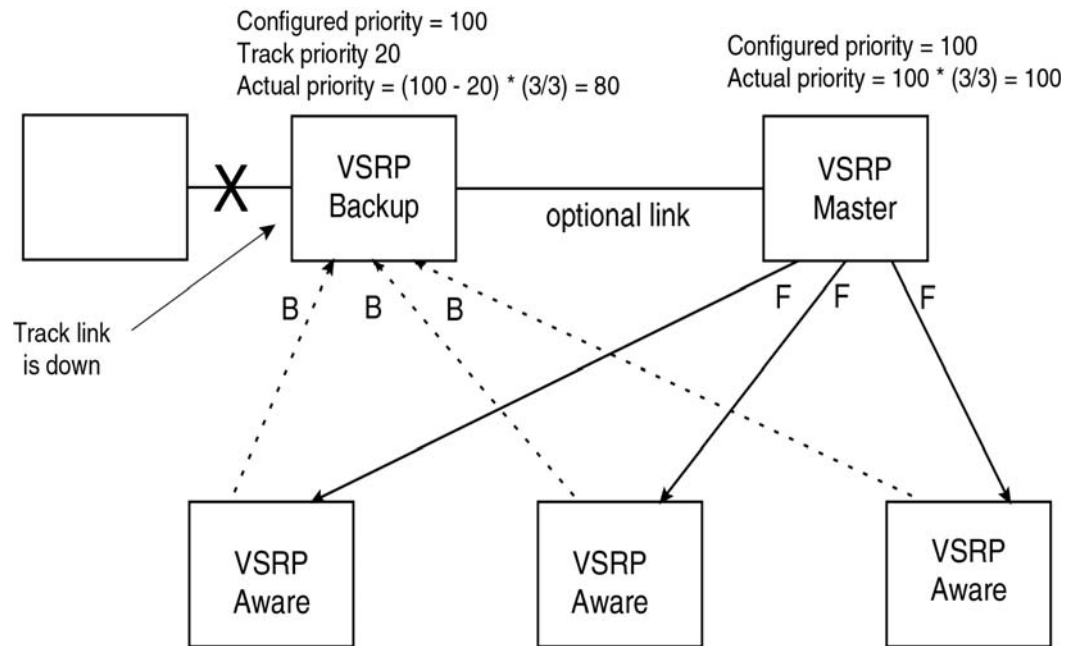 Configured priority = 100
Track priority 20
Actual priority = (100 - 20) * (3/3) = 80
Configured priority = 100
Actual priority = 100 * (3/3) = 100
VSRP
Backup
optional link
VSRP
Master
X
B
B
B
F
F
F
Track link
is down
VSRP
Aware
VSRP
Aware
VSRP
Aware